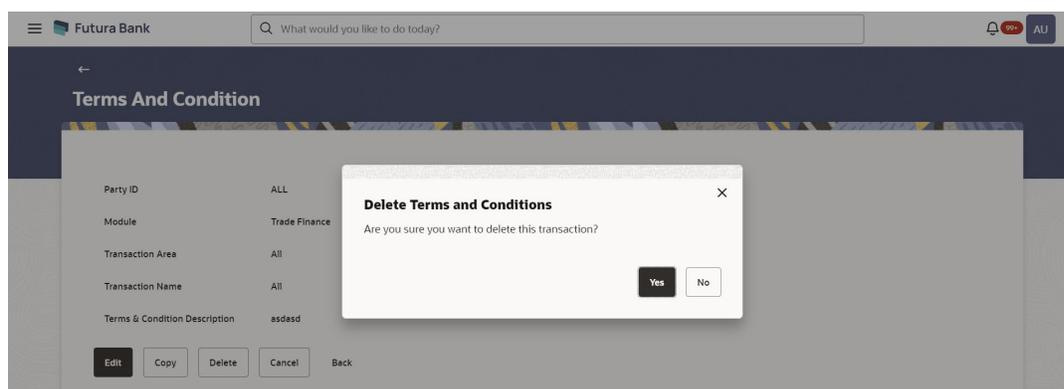 Futura Bank
What would you like to do today?
99+
AU
Terms And Condition
Party ID ALL
Module Trade Finance
Transaction Area All
Transaction Name All
Terms & Condition Description asdasd
Delete Terms and Conditions
Are you sure you want to delete this transaction?
Yes No
Edit Copy Delete Cancel Back